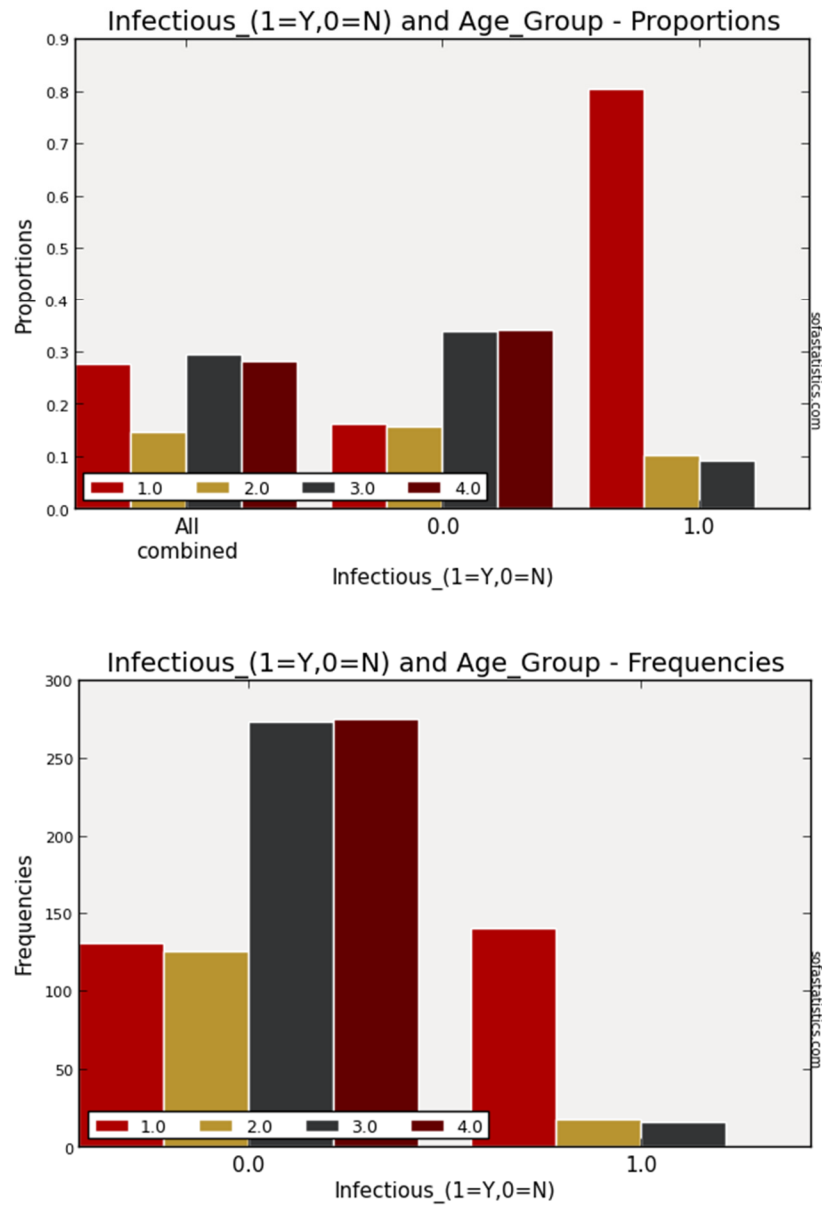 Infectious_(1=Y,0=N) and Age_Group - Proportions
0.9
0.8
0.7
0.6
0.5
0.4
0.3
0.2
0.1
0.0
Proportions
1.0 2.0 3.0 4.0
All combined
0.0
1.0
Infectious_(1=Y,0=N)
sofastatistics.com
Infectious_(1=Y,0=N) and Age_Group - Frequencies
300
250
200
150
100
50
0
Frequencies
1.0 2.0 3.0 4.0
0.0
1.0
Infectious_(1=Y,0=N)
sofastatistics.com